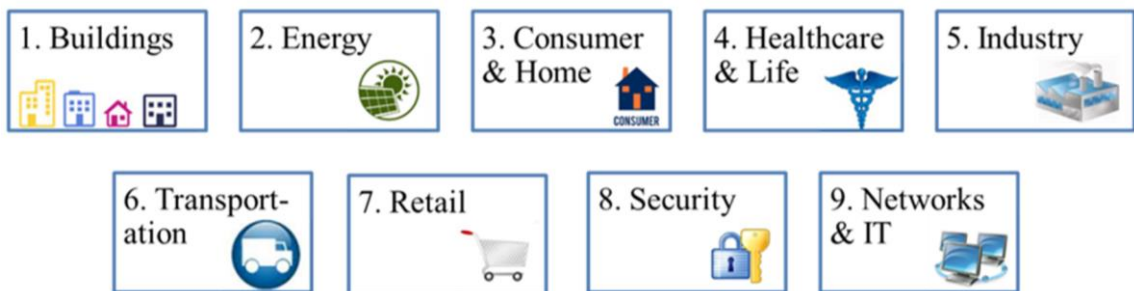 1. Buildings
2. Energy
3. Consumer
& Home
CONSUMER
4. Healthcare
& Life
5. Industry
6. Transport-
ation
7. Retail
8. Security
9. Networks
& IT